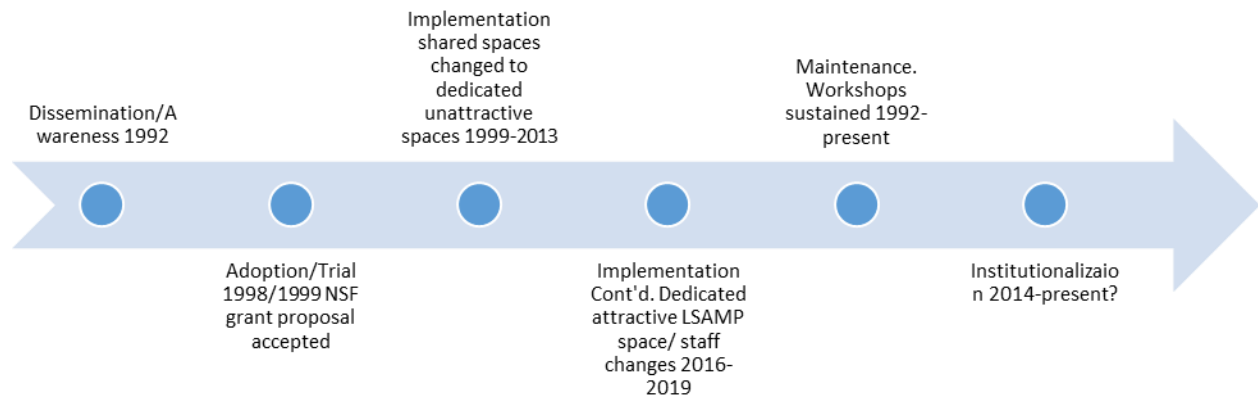 Dissemination/A
wareness 1992
Adoption/Trial
1998/1999 NSF
grant proposal
accepted
Implementation
shared spaces
changed to
dedicated
unattractive
spaces 1999-2013
Implementation
Cont'd. Dedicated
attractive LSAMP
space/ staff
changes 2016-
2019
Maintenance.
Workshops
sustained 1992-
present
Institutionalizaio
n 2014-present?